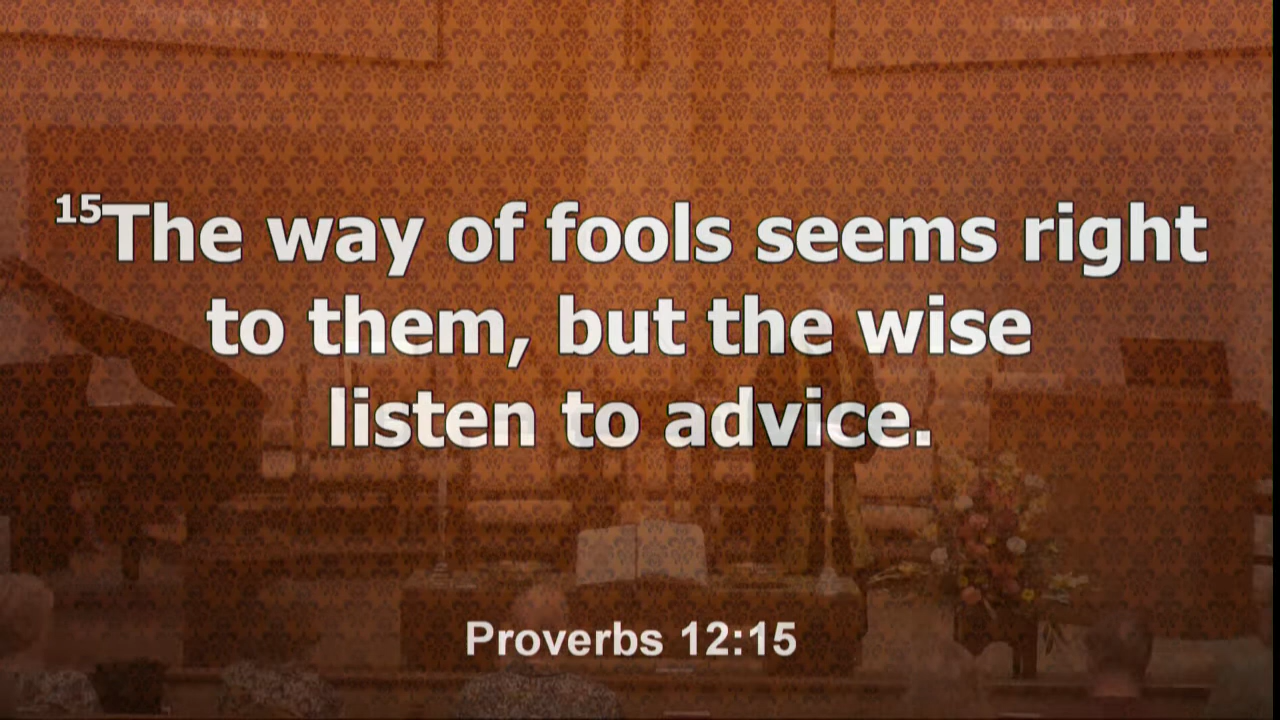 ¹⁵The way of fools seems right
to them, but the wise
listen to advice.
Proverbs 12:15